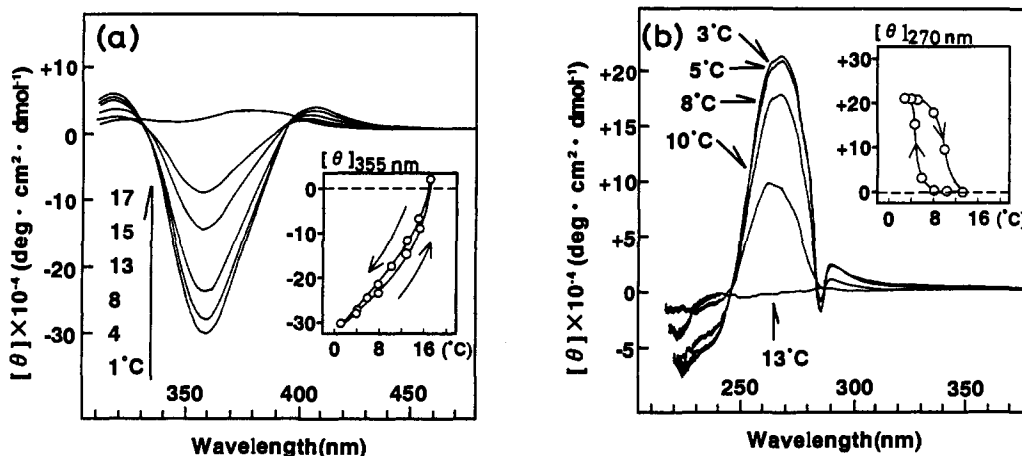 (a)
[θ]×10⁻⁴ (deg・cm²・dmol⁻¹)
+10
0
-10
-20
-30
17
15
13
8
4
1°C
[θ]355 nm
0
-10
-20
-30
0 8 16 (°C)
350 400 450
Wavelength(nm)
(b)
[θ]×10⁻⁴ (deg・cm²・dmol⁻¹)
+20
+15
+10
+5
0
-5
3°C
5°C
8°C
10°C
13°C
[θ]270 nm
+30
+20
+10
0
0 8 16 (°C)
250 300 350
Wavelength(nm)